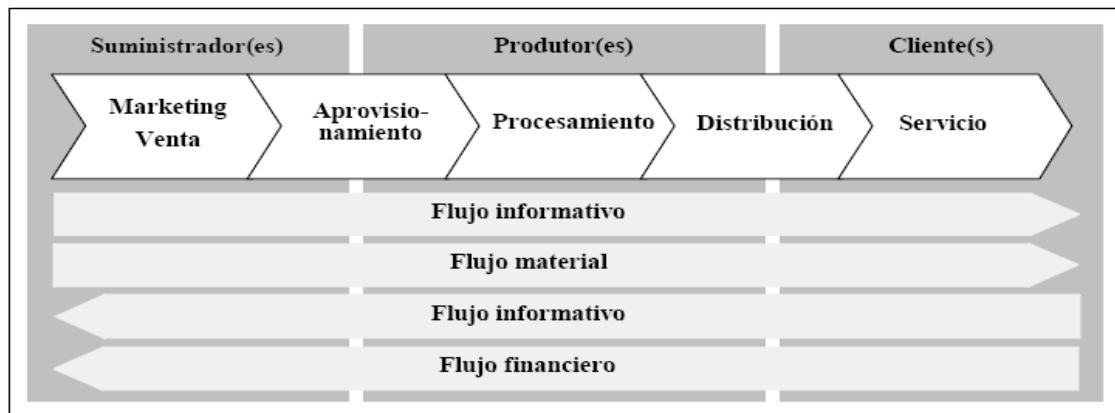 Suministrador(es)
Produtor(es)
Cliente(s)
Marketing
Venta
Aprovisio-
namiento
Procesamiento
Distribución
Servicio
Flujo informativo
Flujo material
Flujo informativo
Flujo financiero